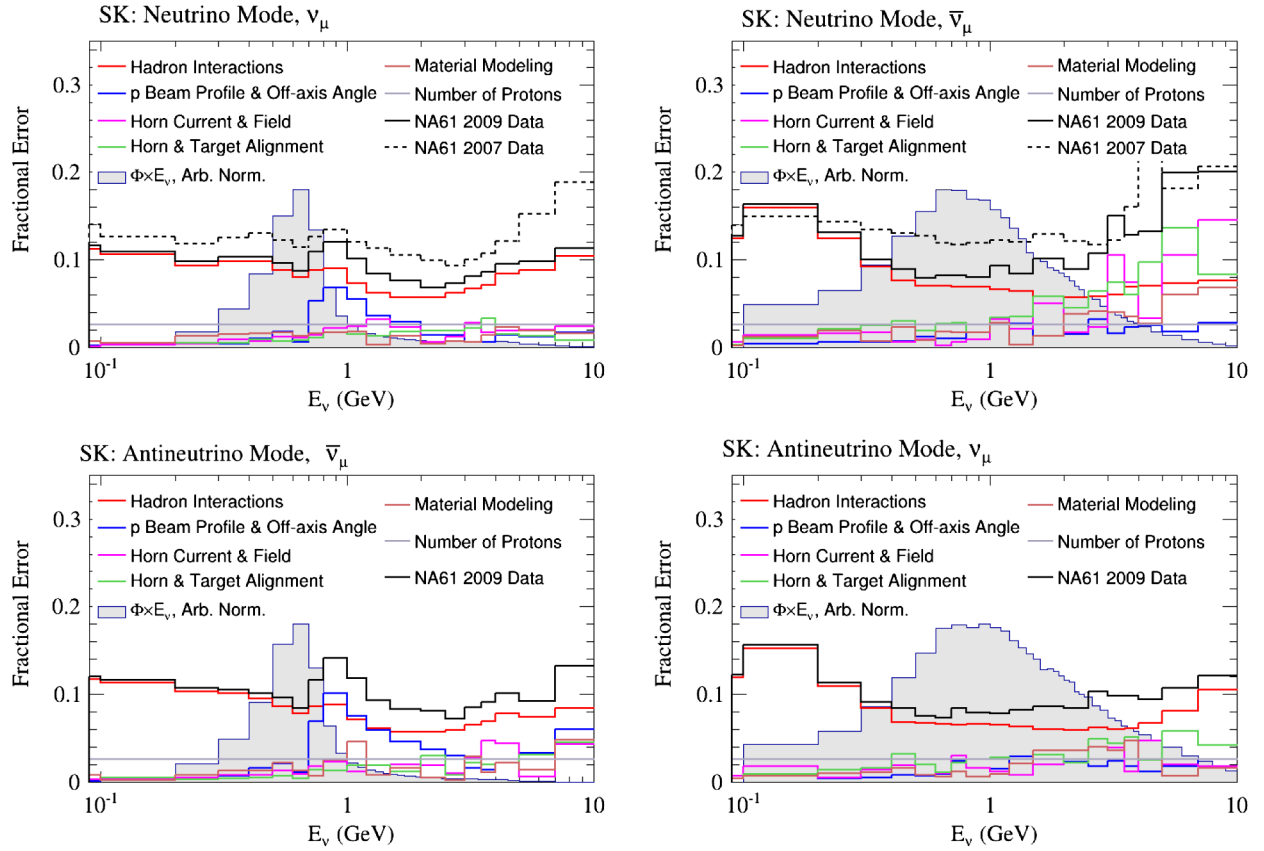 SK: Neutrino Mode, ν_μ
Fractional Error
0.3
0.2
0.1
0
Hadron Interactions
p Beam Profile & Off-axis Angle
Horn Current & Field
Horn & Target Alignment
Φ×E_ν, Arb. Norm.
Material Modeling
Number of Protons
NA61 2009 Data
NA61 2007 Data
10⁻¹ 1 10
E_ν (GeV)
SK: Neutrino Mode, ν̅_μ
Fractional Error
0.3
0.2
0.1
0
Hadron Interactions
p Beam Profile & Off-axis Angle
Horn Current & Field
Horn & Target Alignment
Φ×E_ν, Arb. Norm.
Material Modeling
Number of Protons
NA61 2009 Data
NA61 2007 Data
10⁻¹ 1 10
E_ν (GeV)
SK: Antineutrino Mode, ν̅_μ
Fractional Error
0.3
0.2
0.1
0
Hadron Interactions
p Beam Profile & Off-axis Angle
Horn Current & Field
Horn & Target Alignment
Φ×E_ν, Arb. Norm.
Material Modeling
Number of Protons
NA61 2009 Data
10⁻¹ 1 10
E_ν (GeV)
SK: Antineutrino Mode, ν_μ
Fractional Error
0.3
0.2
0.1
0
Hadron Interactions
p Beam Profile & Off-axis Angle
Horn Current & Field
Horn & Target Alignment
Φ×E_ν, Arb. Norm.
Material Modeling
Number of Protons
NA61 2009 Data
10⁻¹ 1 10
E_ν (GeV)